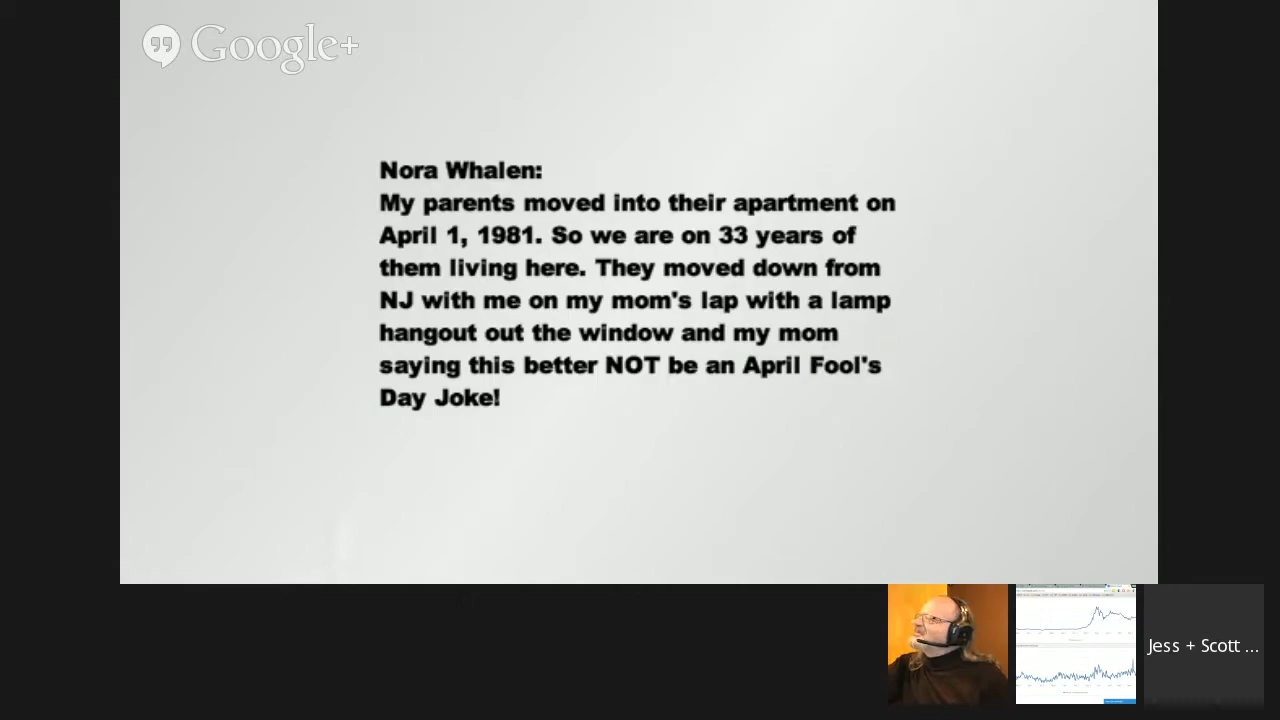 Google+
Nora Whalen:
My parents moved into their apartment on
April 1, 1981. So we are on 33 years of
them living here. They moved down from
NJ with me on my mom's lap with a lamp
hangout out the window and my mom
saying this better NOT be an April Fool's
Day Joke!
Jess + Scott ...